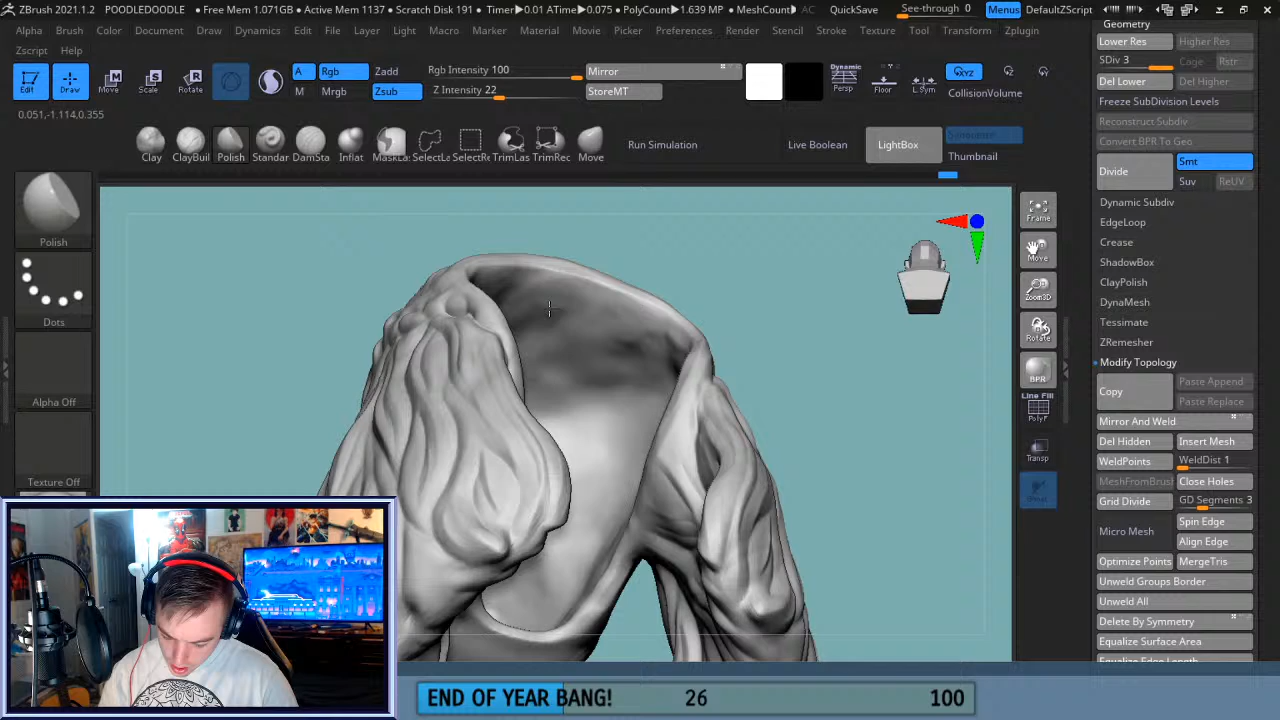 ZBrush 2021.1.2 POODLEDOODLE • Free Mem 1.071GB • Active Mem 1137 • Scratch Disk 191 • Timer▶0.01 ATime▶0.075 • PolyCount▶1.639 MP • MeshCount▶ AC QuickSave See-through 0 Menus DefaultZScript
Alpha Brush Color Document Draw Dynamics Edit File Layer Light Macro Marker Material Movie Picker Preferences Render Stencil Stroke Texture Tool Transform Zplugin
Zscript Help
Edit Draw Move Scale Rotate A Rgb Zadd Rgb Intensity 100 Mirror Dynamic Persp Floor L.Sym XYZ CollisionVolume
M Mrgb Zsub Z Intensity 22 StoreMT
0.051,-1.114,0.355
Clay ClayBuil Polish Standar DamSta Inflat MaskLa SelectLa SelectRe TrimLas TrimRec Move Run Simulation Live Boolean LightBox
Thumbnail
Polish
Dots
Alpha Off
Texture Off
Frame
Move
Zoom3D
Rotate
BPR
Line Fill
PolyF
Transp
Geometry
Lower Res Higher Res
SDiv 3 Cage Rstr
Del Lower Del Higher
Freeze SubDivision Levels
Reconstruct Subdiv
Convert BPR To Geo
Divide Smt
Suv ReUV
Dynamic Subdiv
EdgeLoop
Crease
ShadowBox
ClayPolish
DynaMesh
Tessimate
ZRemesher
Modify Topology
Copy Paste Append
Paste Replace
Mirror And Weld
Del Hidden Insert Mesh
WeldPoints WeldDist 1
MeshFromBrush Close Holes
Grid Divide GD Segments 3
Micro Mesh Spin Edge
Align Edge
Optimize Points MergeTris
Unweld Groups Border
Unweld All
Delete By Symmetry
Equalize Surface Area
END OF YEAR BANG! 26 100